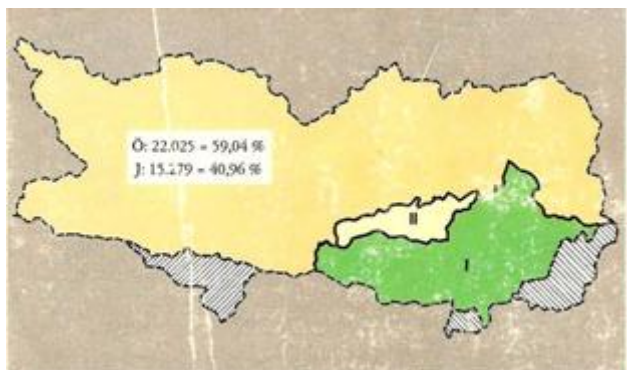 Ö: 22.025 = 59,04 %
J: 15.279 = 40,96 %
II
I